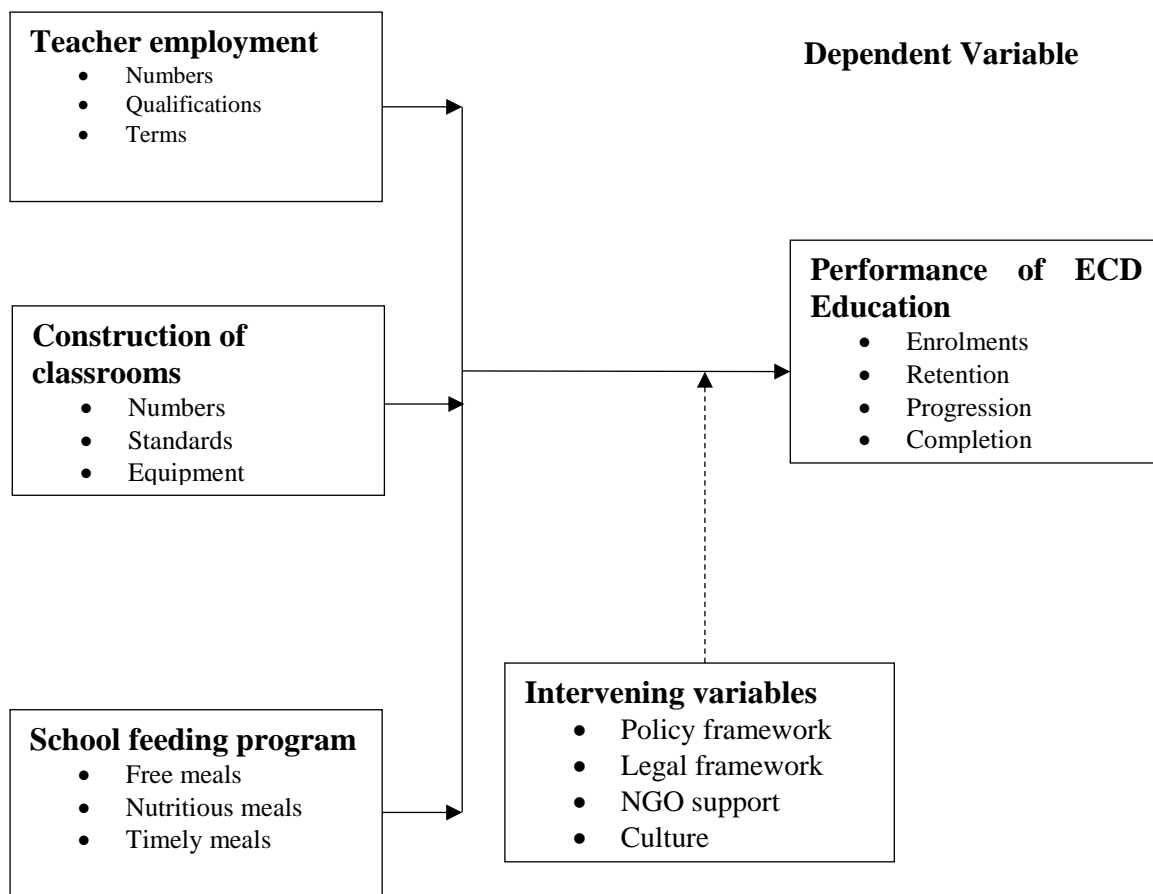 Teacher employment
• Numbers
• Qualifications
• Terms
Dependent Variable
Construction of
classrooms
• Numbers
• Standards
• Equipment
Performance of ECD
Education
• Enrolments
• Retention
• Progression
• Completion
School feeding program
• Free meals
• Nutritious meals
• Timely meals
Intervening variables
• Policy framework
• Legal framework
• NGO support
• Culture